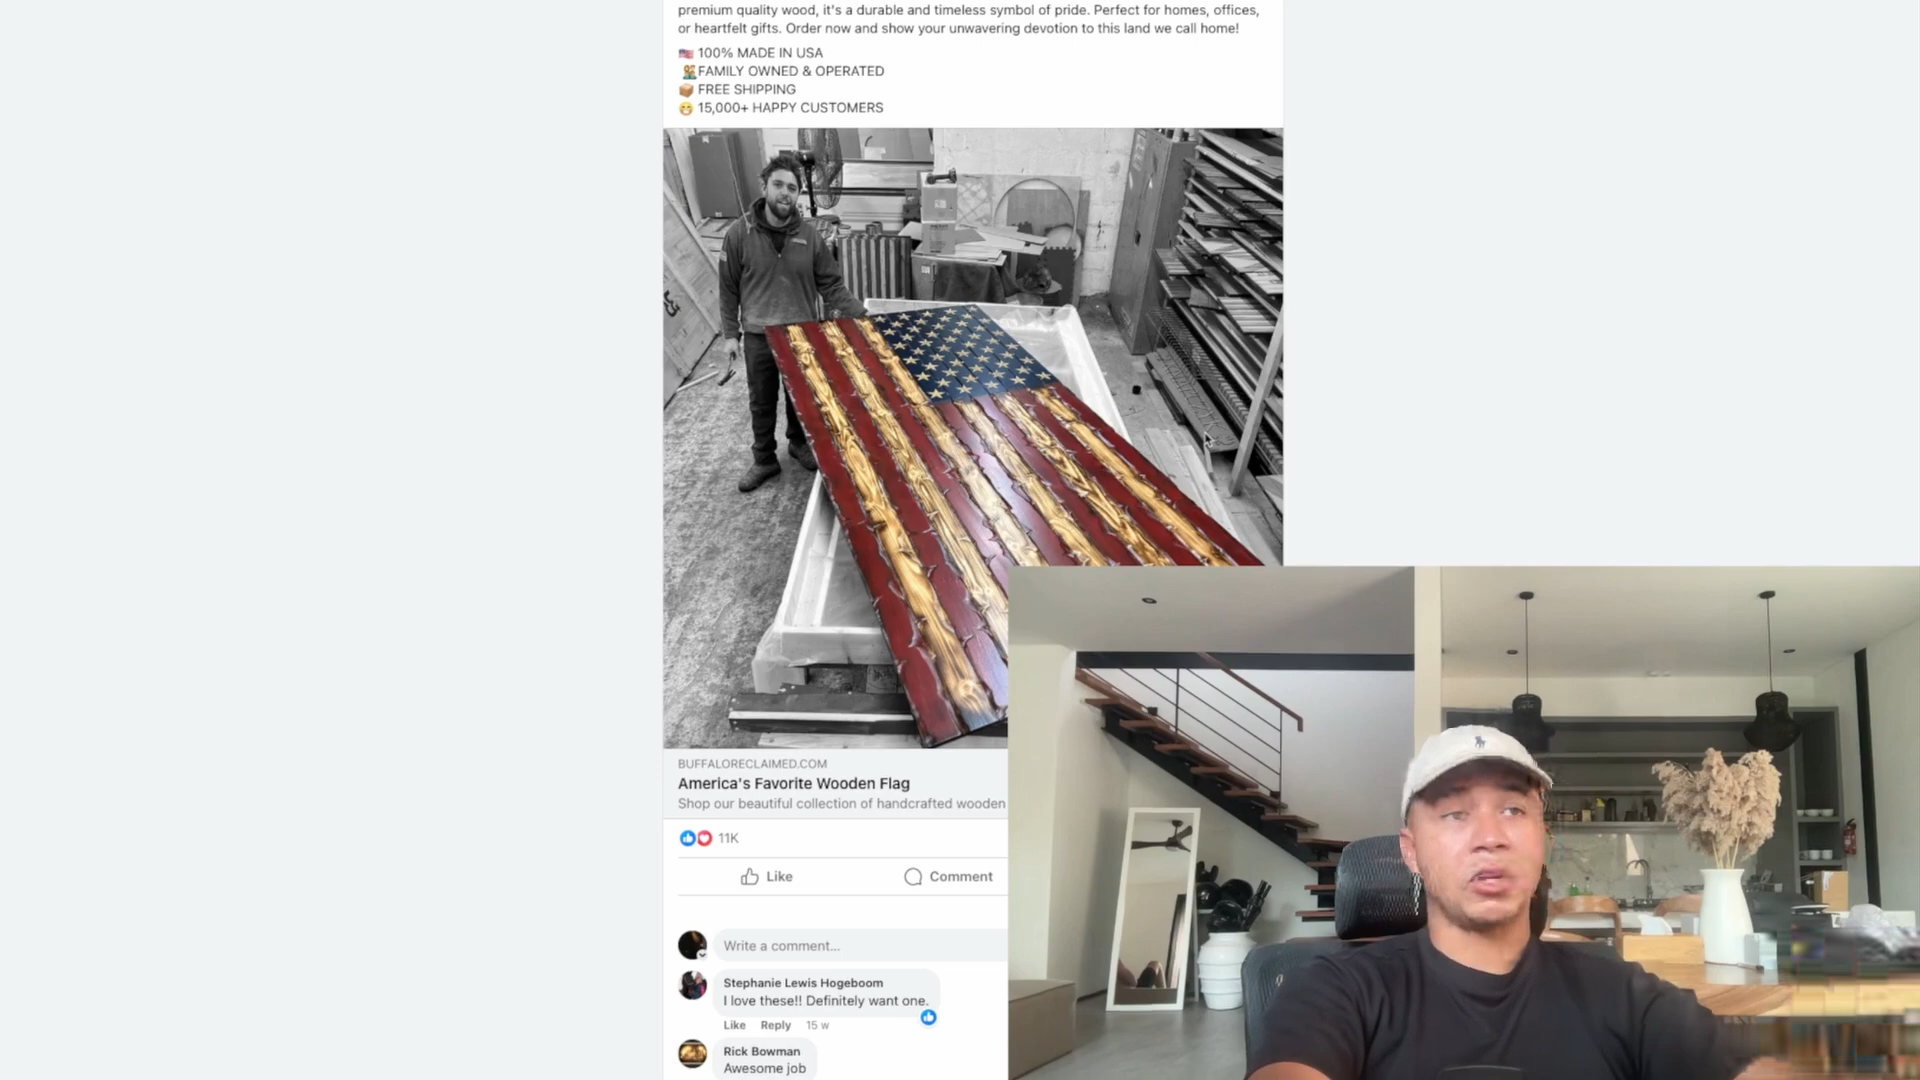 premium quality wood, it's a durable and timeless symbol of pride. Perfect for homes, offices,
or heartfelt gifts. Order now and show your unwavering devotion to this land we call home!
100% MADE IN USA
FAMILY OWNED & OPERATED
FREE SHIPPING
15,000+ HAPPY CUSTOMERS
BUFFALORECLAIMED.COM
America's Favorite Wooden Flag
Shop our beautiful collection of handcrafted wooden
11K
Like
Comment
Write a comment...
Stephanie Lewis Hogeboom
I love these!! Definitely want one.
Like Reply 15 w
Rick Bowman
Awesome job